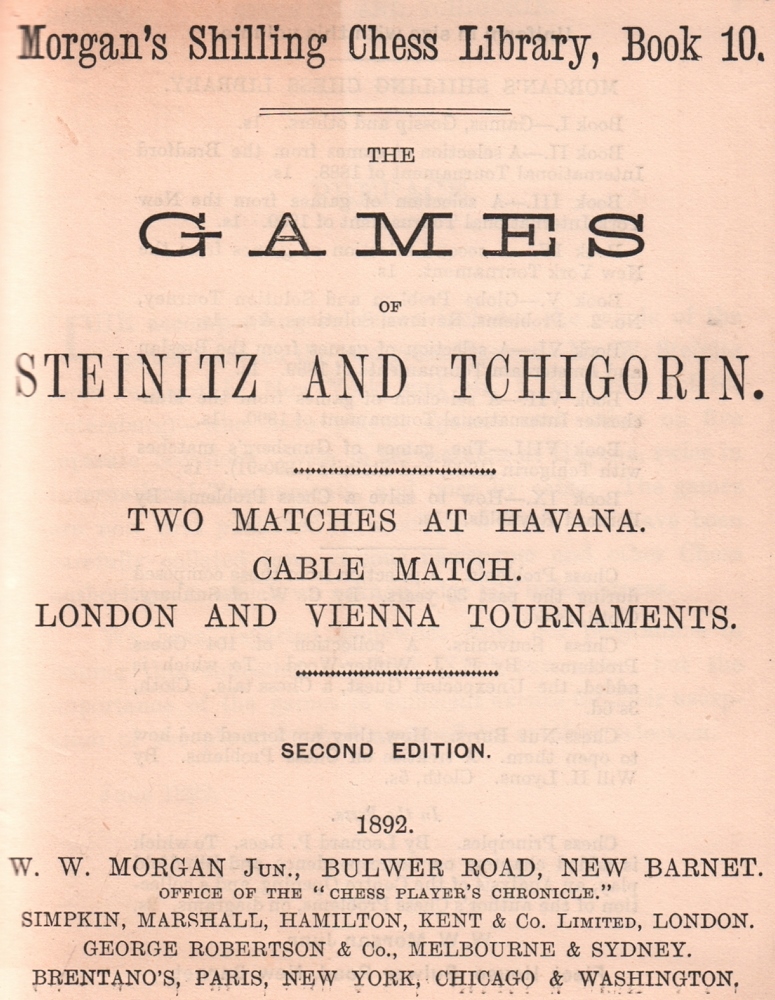 Morgan's Shilling Chess Library, Book 10.
THE
GAMES
OF
STEINITZ AND TCHIGORIN.
TWO MATCHES AT HAVANA.
CABLE MATCH.
LONDON AND VIENNA TOURNAMENTS.
SECOND EDITION.
1892.
W. W. MORGAN Jun., BULWER ROAD, NEW BARNET.
OFFICE OF THE "CHESS PLAYER'S CHRONICLE."
SIMPKIN, MARSHALL, HAMILTON, KENT & Co. Limited, LONDON.
GEORGE ROBERTSON & Co., MELBOURNE & SYDNEY.
BRENTANO'S, PARIS, NEW YORK, CHICAGO & WASHINGTON.